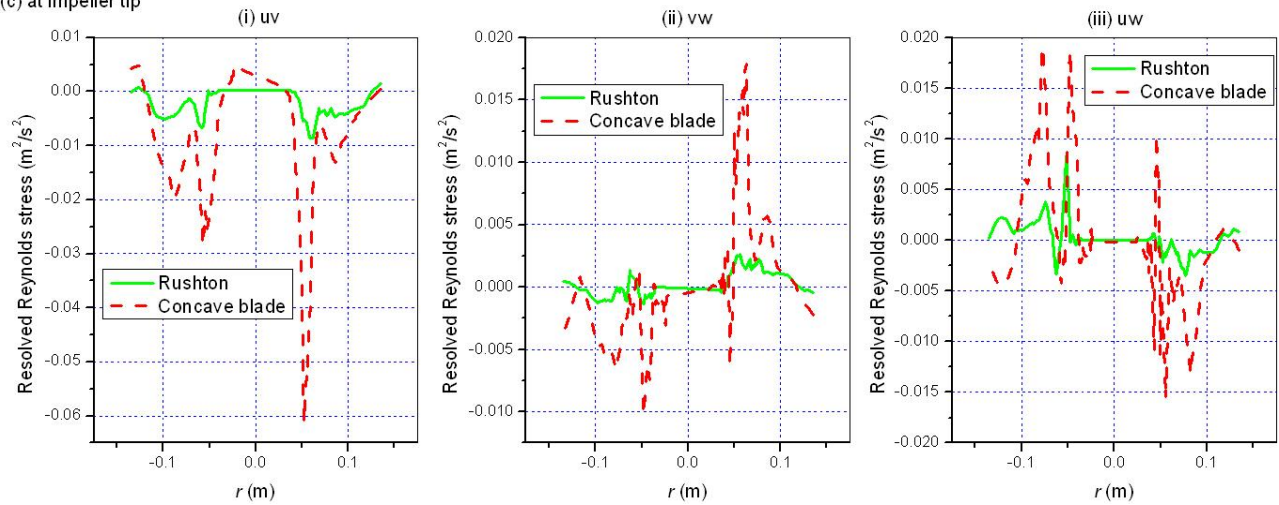 (c) at impeller tip
(i) uv
(ii) vw
(iii) uw
0.01
0.00
-0.01
-0.02
-0.03
-0.04
-0.05
-0.06
Resolved Reynolds stress (m²/s²)
Rushton
Concave blade
-0.1 0.0 0.1
r (m)
0.020
0.015
0.010
0.005
0.000
-0.005
-0.010
Resolved Reynolds stress (m²/s²)
Rushton
Concave blade
-0.1 0.0 0.1
r (m)
0.020
0.015
0.010
0.005
0.000
-0.005
-0.010
-0.015
-0.020
Resolved Reynolds stress (m²/s²)
Rushton
Concave blade
-0.1 0.0 0.1
r (m)